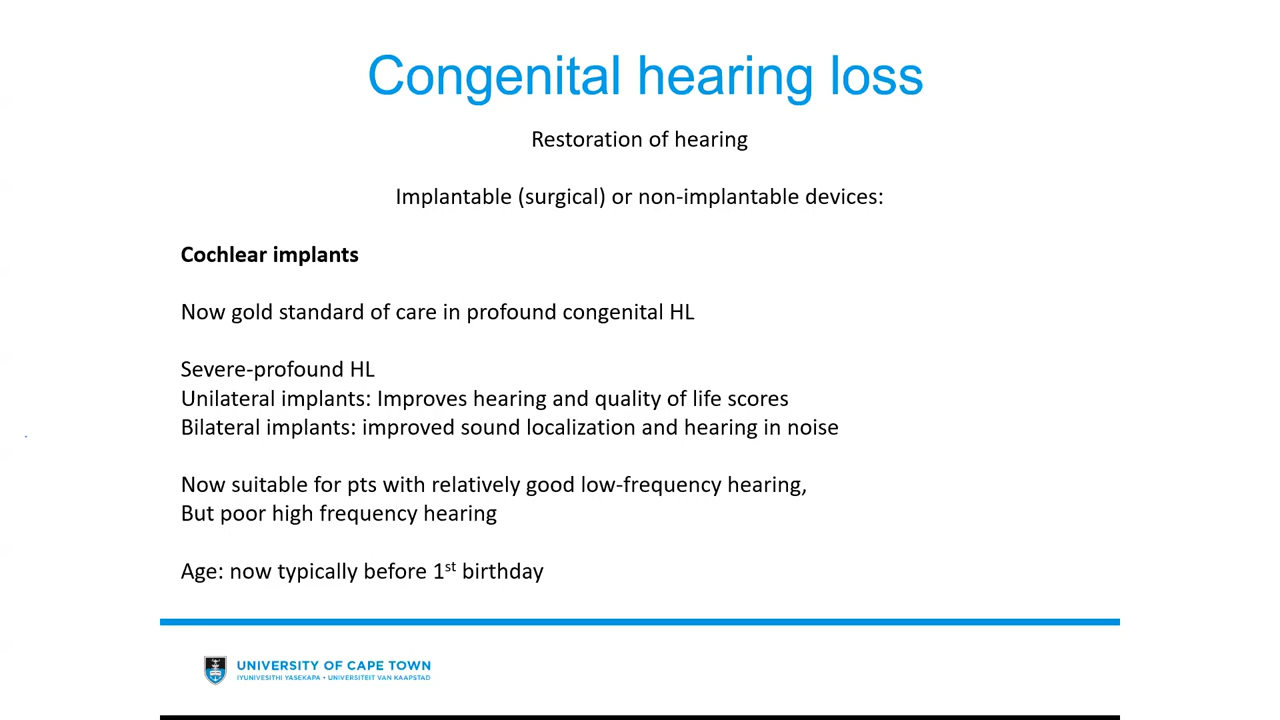 Congenital hearing loss
Restoration of hearing
Implantable (surgical) or non-implantable devices:
Cochlear implants
Now gold standard of care in profound congenital HL
Severe-profound HL
Unilateral implants: Improves hearing and quality of life scores
Bilateral implants: improved sound localization and hearing in noise
Now suitable for pts with relatively good low-frequency hearing,
But poor high frequency hearing
Age: now typically before 1st birthday
UNIVERSITY OF CAPE TOWN
IYUNIVESITHI YASEKAPA • UNIVERSITEIT VAN KAAPSTAD